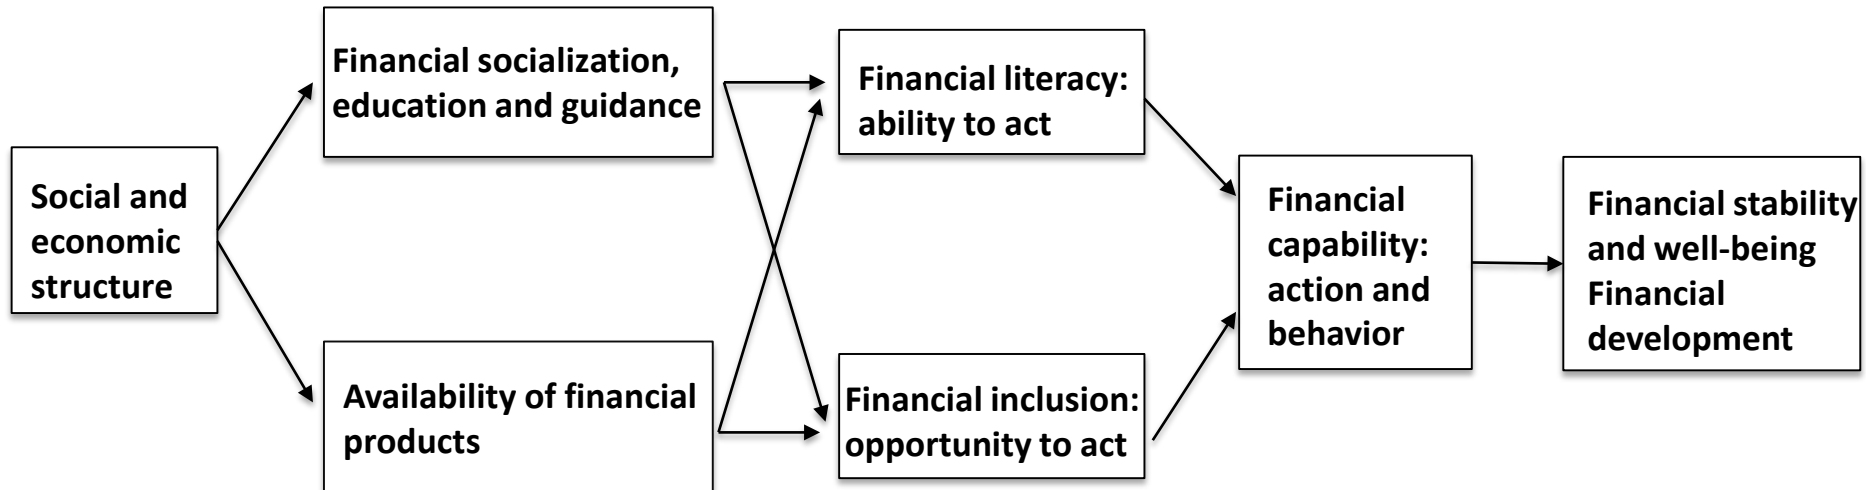 Social and
economic
structure
Financial socialization,
education and guidance
Availability of financial
products
Financial literacy:
ability to act
Financial inclusion:
opportunity to act
Financial
capability:
action and
behavior
Financial stability
and well-being
Financial
development